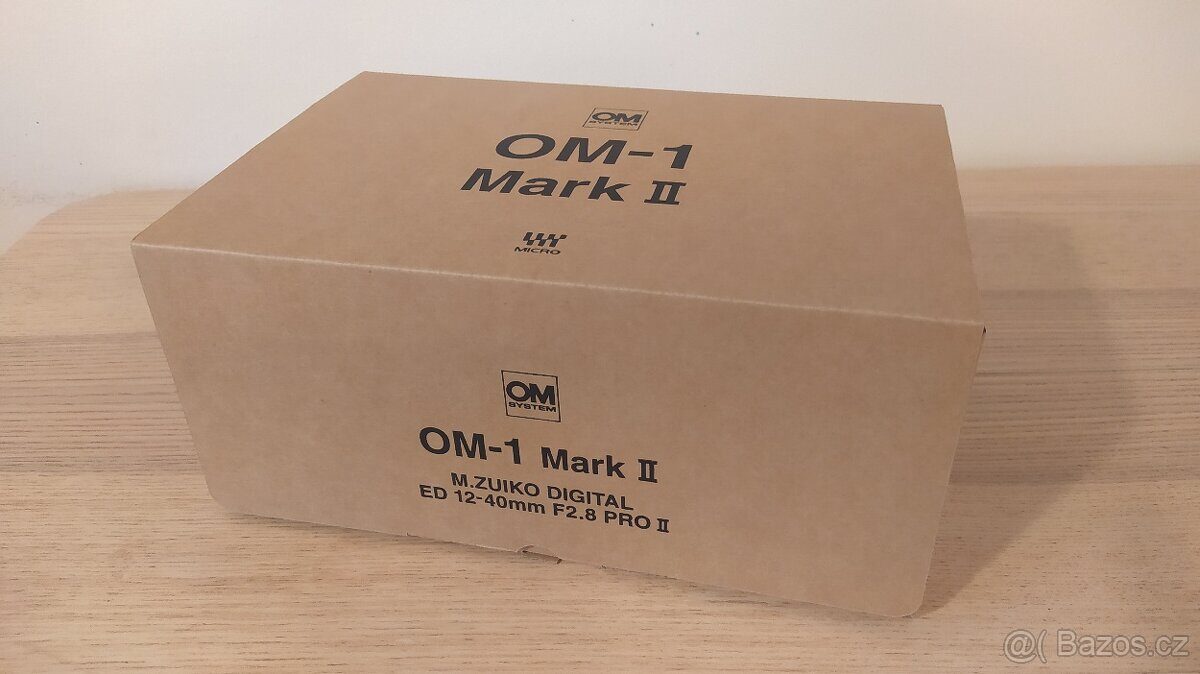 OM
SYSTEM
OM-1
Mark II
MICRO
OM
SYSTEM
OM-1 Mark II
M.ZUIKO DIGITAL
ED 12-40mm F2.8 PRO II
@( Bazos.cz